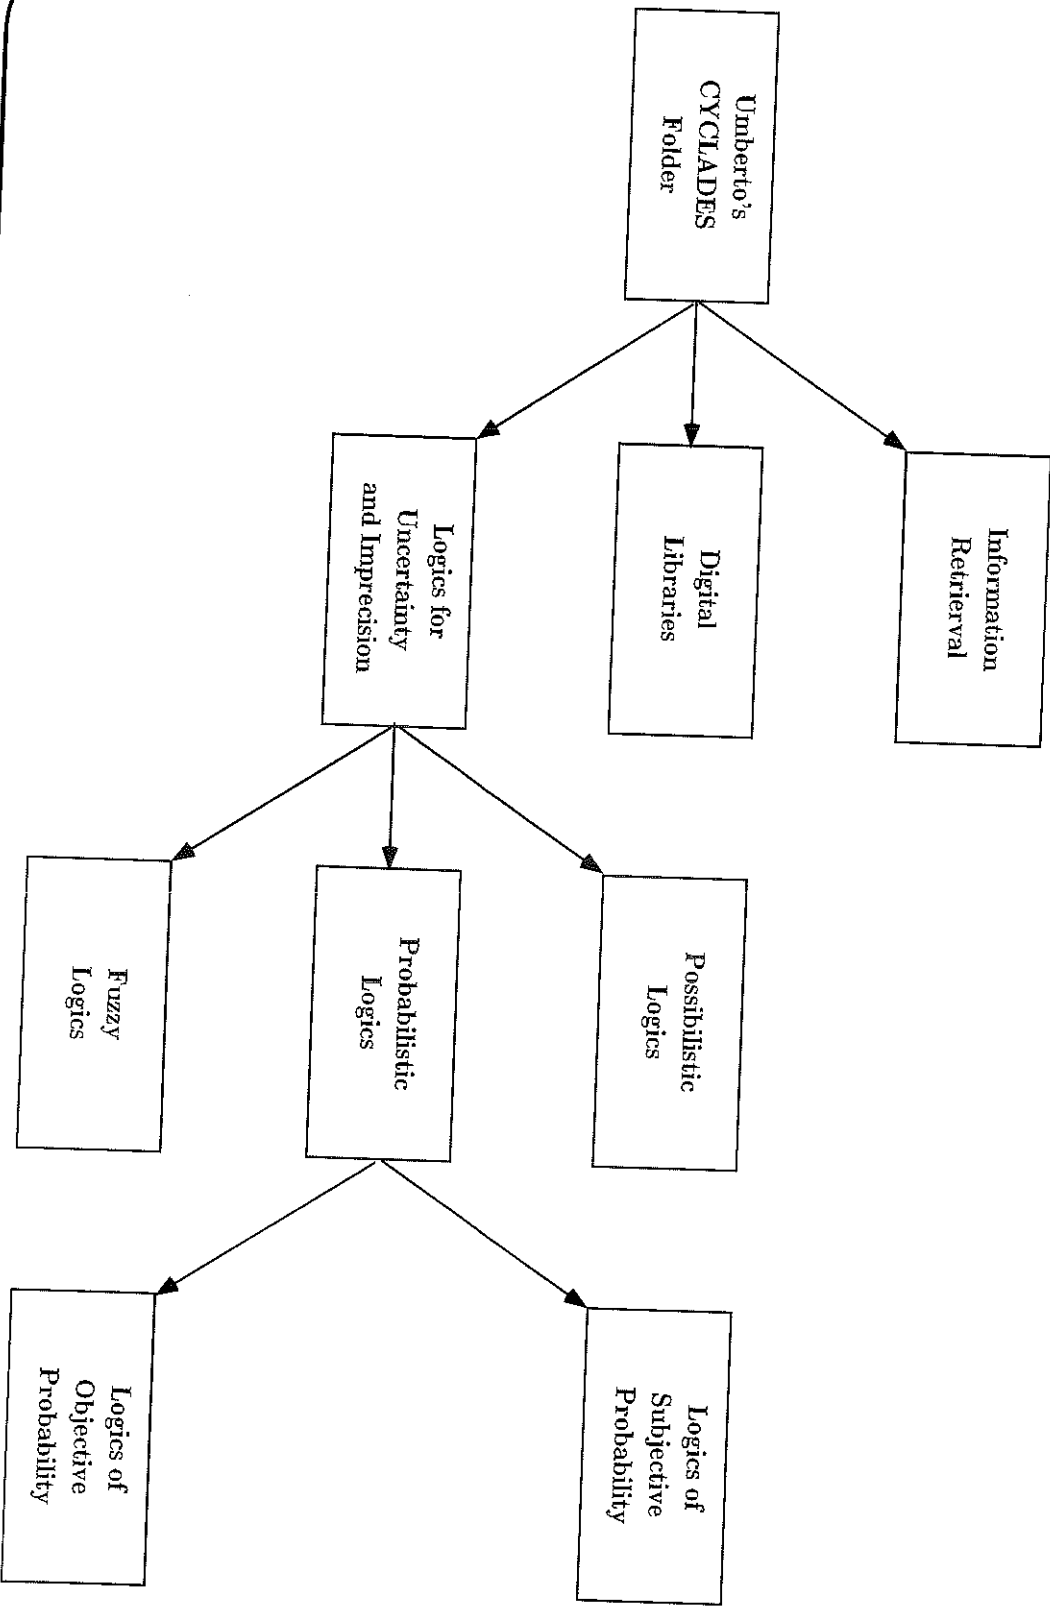 Umberto's
CYCLADES
Folder
Information
Retrierval
Digital
Libraries
Logics for
Uncertainty
and Imprecision
Possibilistic
Logics
Probabilistic
Logics
Fuzzy
Logics
Logics of
Subjective
Probability
Logics of
Objective
Probability